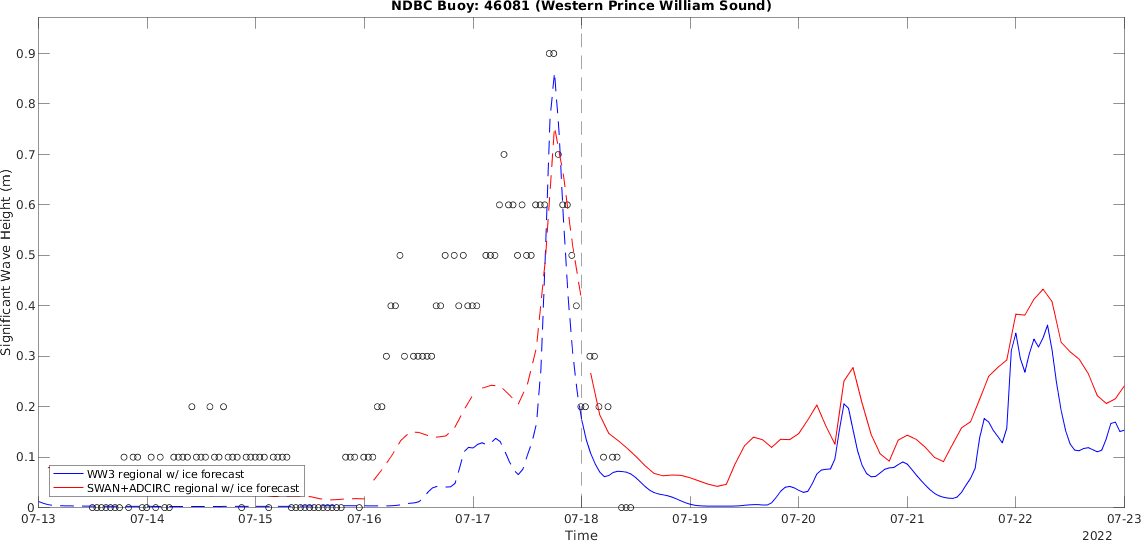 NDBC Buoy: 46081 (Western Prince William Sound)
Significant Wave Height (m)
0.9
0.8
0.7
0.6
0.5
0.4
0.3
0.2
0.1
0
WW3 regional w/ ice forecast
SWAN+ADCIRC regional w/ ice forecast
07-13 07-14 07-15 07-16 07-17 07-18 07-19 07-20 07-21 07-22 07-23
Time
2022